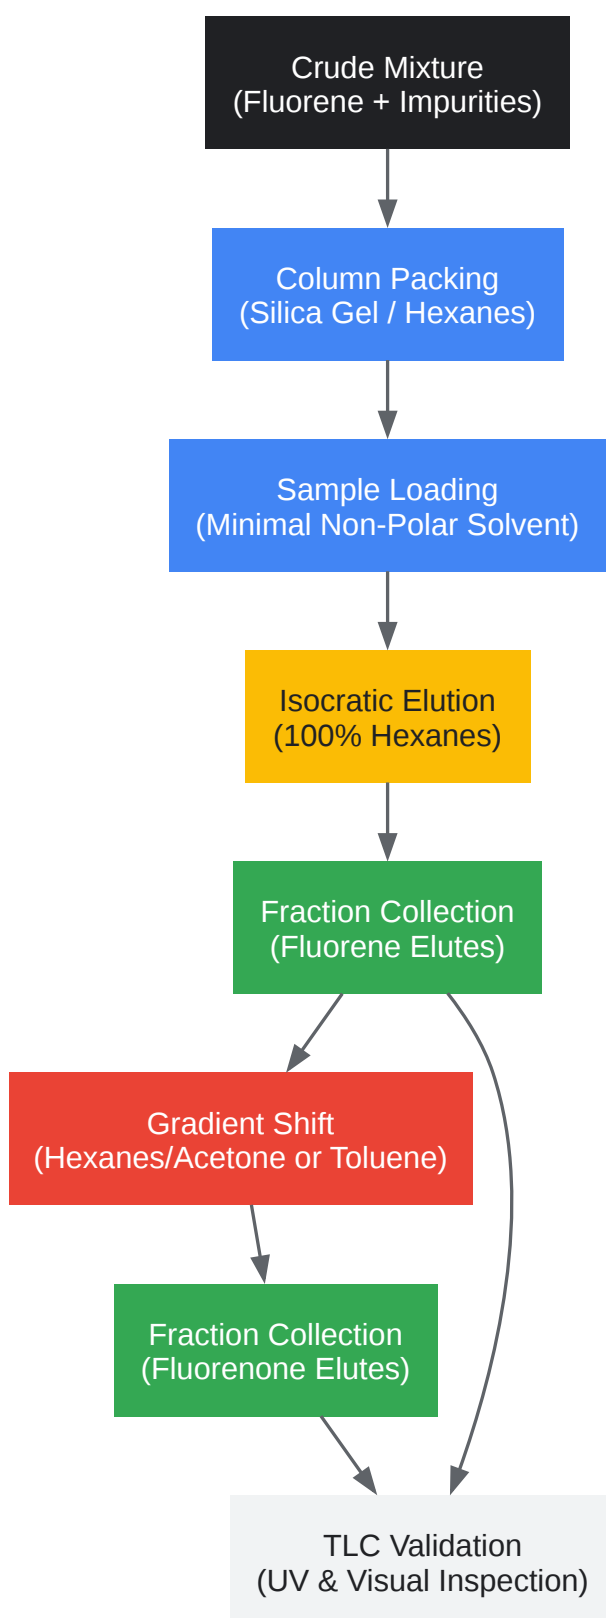 Crude Mixture
(Fluorene + Impurities)
Column Packing
(Silica Gel / Hexanes)
Sample Loading
(Minimal Non-Polar Solvent)
Isocratic Elution
(100% Hexanes)
Fraction Collection
(Fluorene Elutes)
Gradient Shift
(Hexanes/Acetone or Toluene)
Fraction Collection
(Fluorenone Elutes)
TLC Validation
(UV & Visual Inspection)